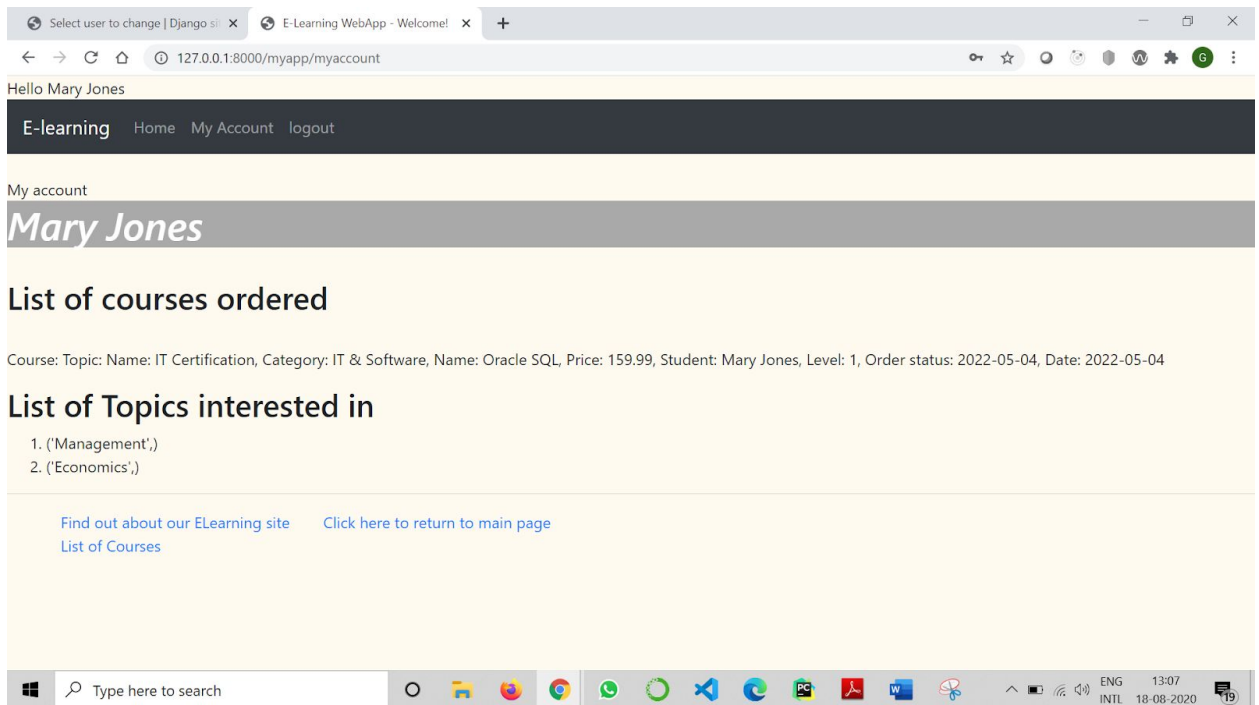 Select user to change | Django si
E-Learning WebApp - Welcome!
127.0.0.1:8000/myapp/myaccount
G
Hello Mary Jones
E-learning Home My Account logout
My account
Mary Jones
List of courses ordered
Course: Topic: Name: IT Certification, Category: IT & Software, Name: Oracle SQL, Price: 159.99, Student: Mary Jones, Level: 1, Order status: 2022-05-04, Date: 2022-05-04
List of Topics interested in
1. ('Management',)
2. ('Economics',)
Find out about our ELearning site Click here to return to main page
List of Courses
Type here to search
PC
W
ENG
INTL
13:07
18-08-2020
19